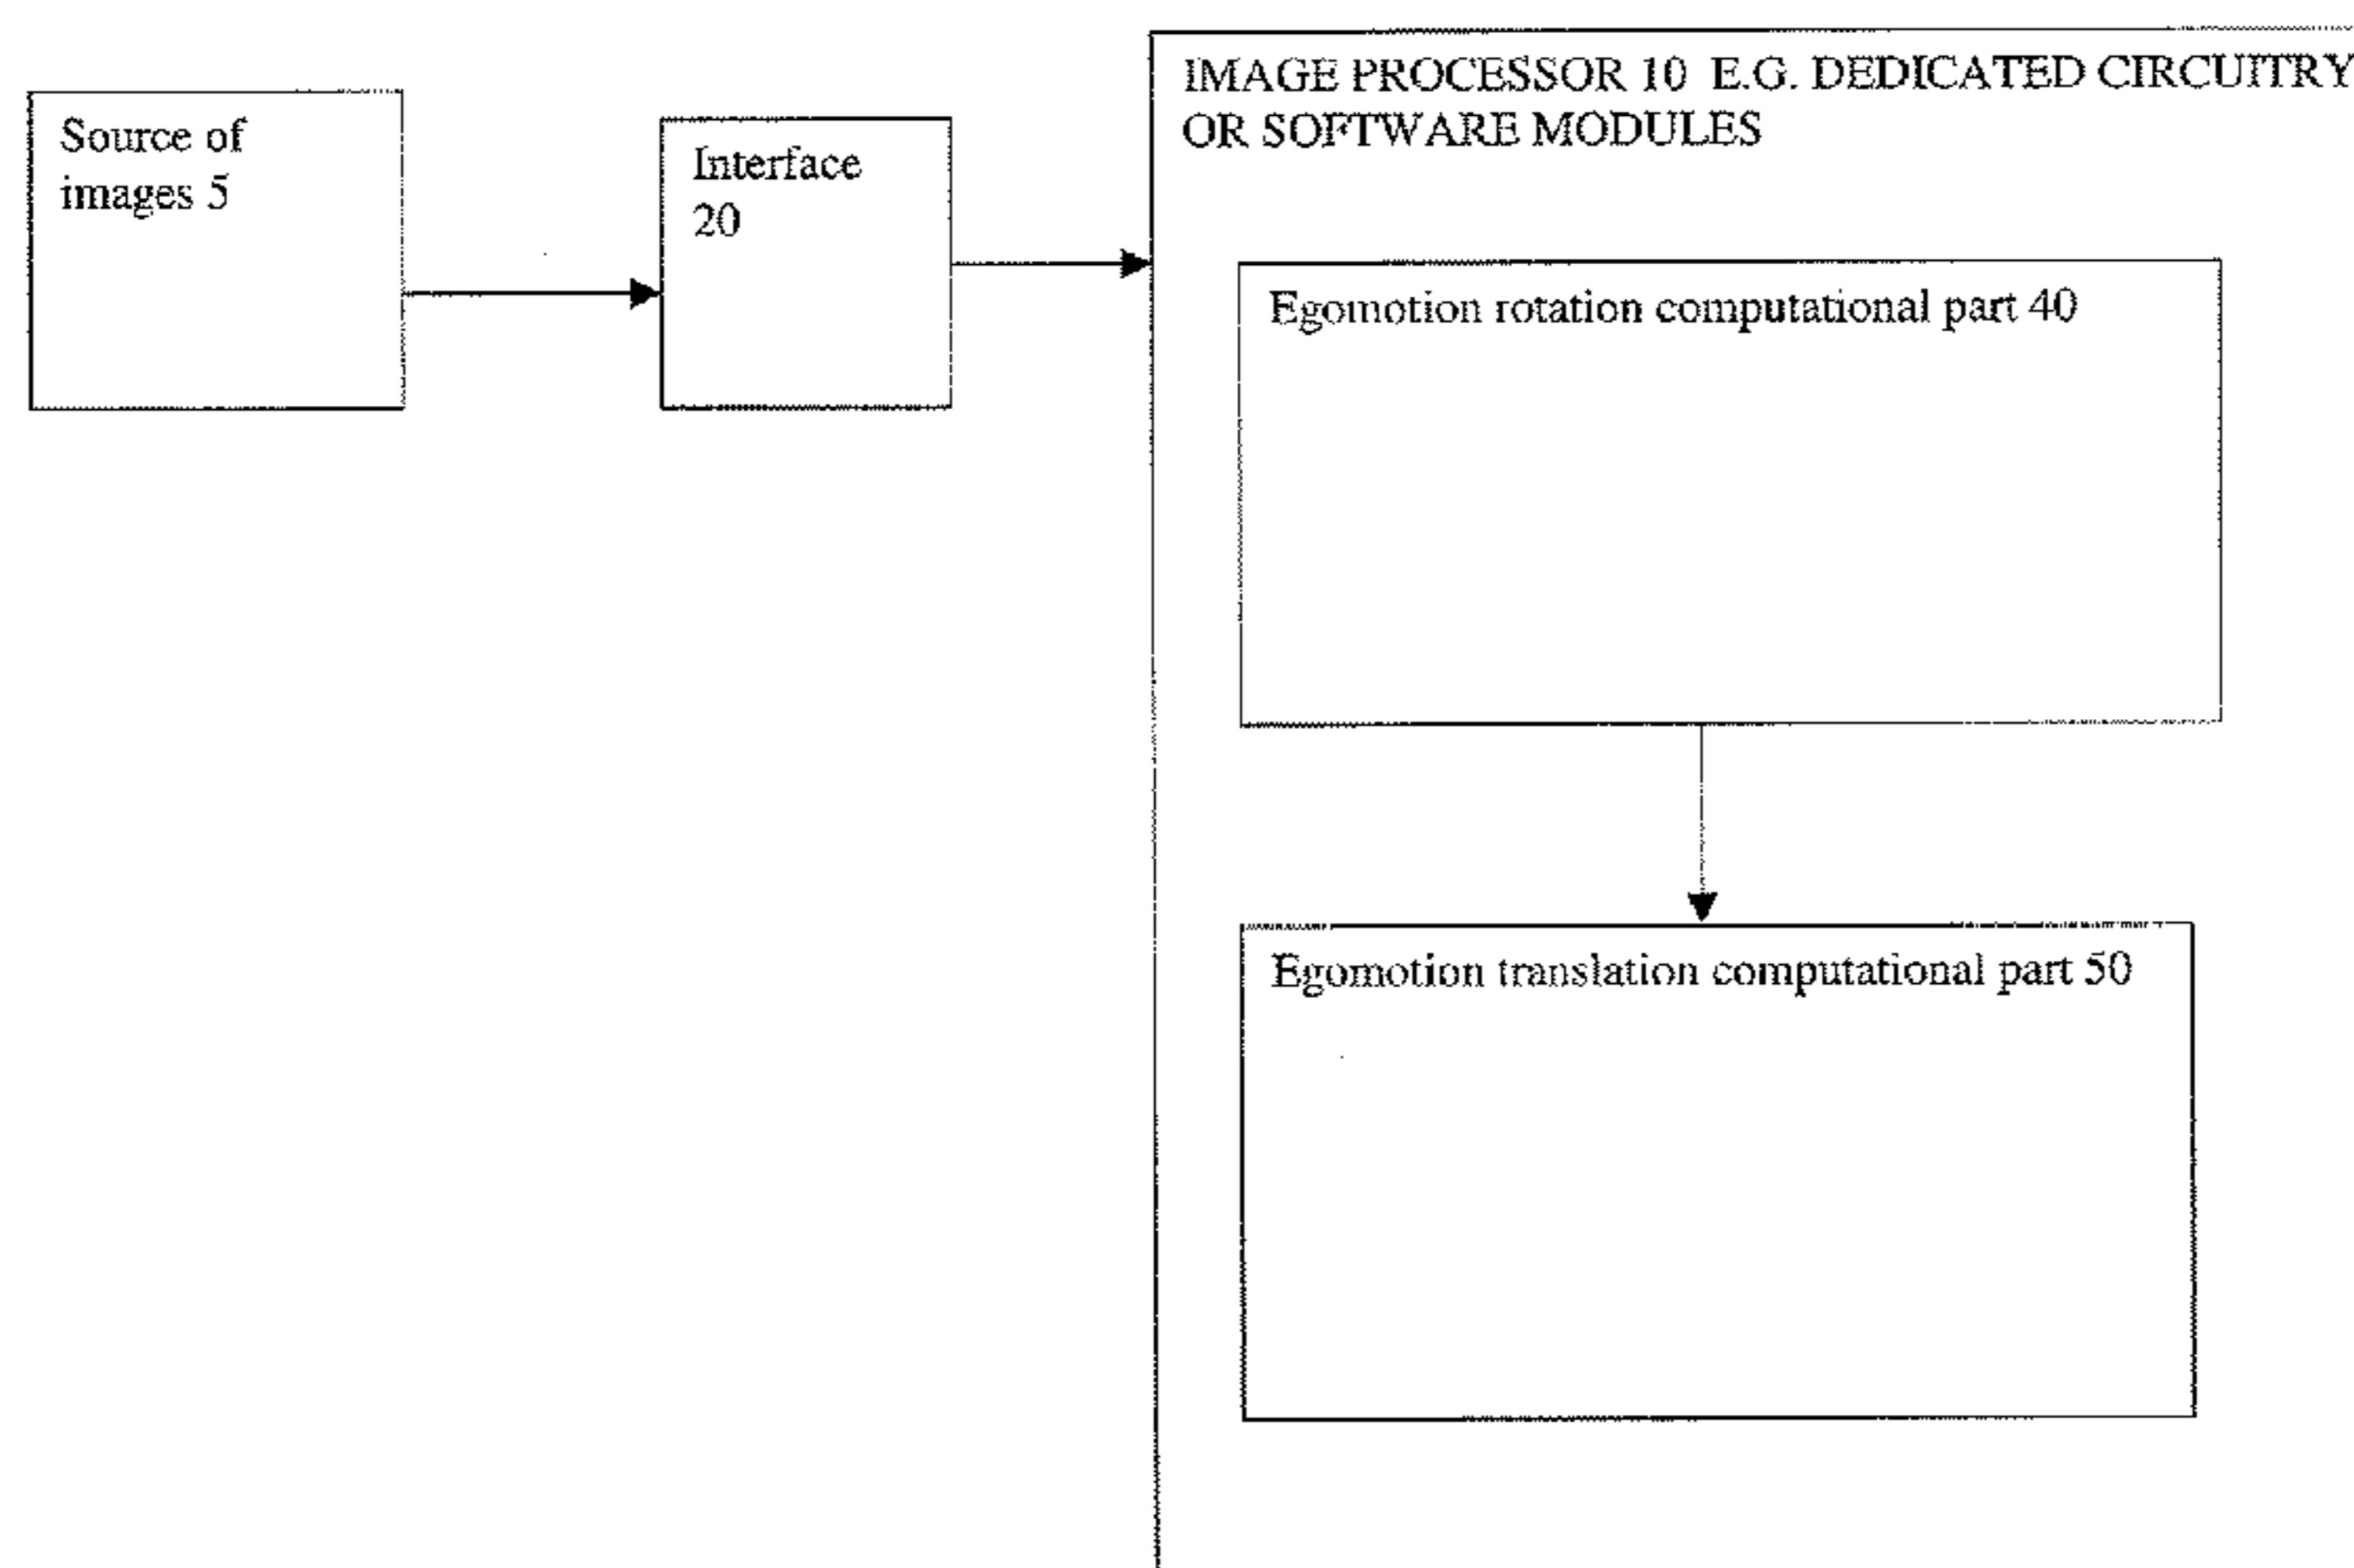 Source of
images 5
Interface
20
IMAGE PROCESSOR 10 E.G. DEDICATED CIRCUITRY
OR SOFTWARE MODULES
Egomotion rotation computational part 40
Egomotion translation computational part 50